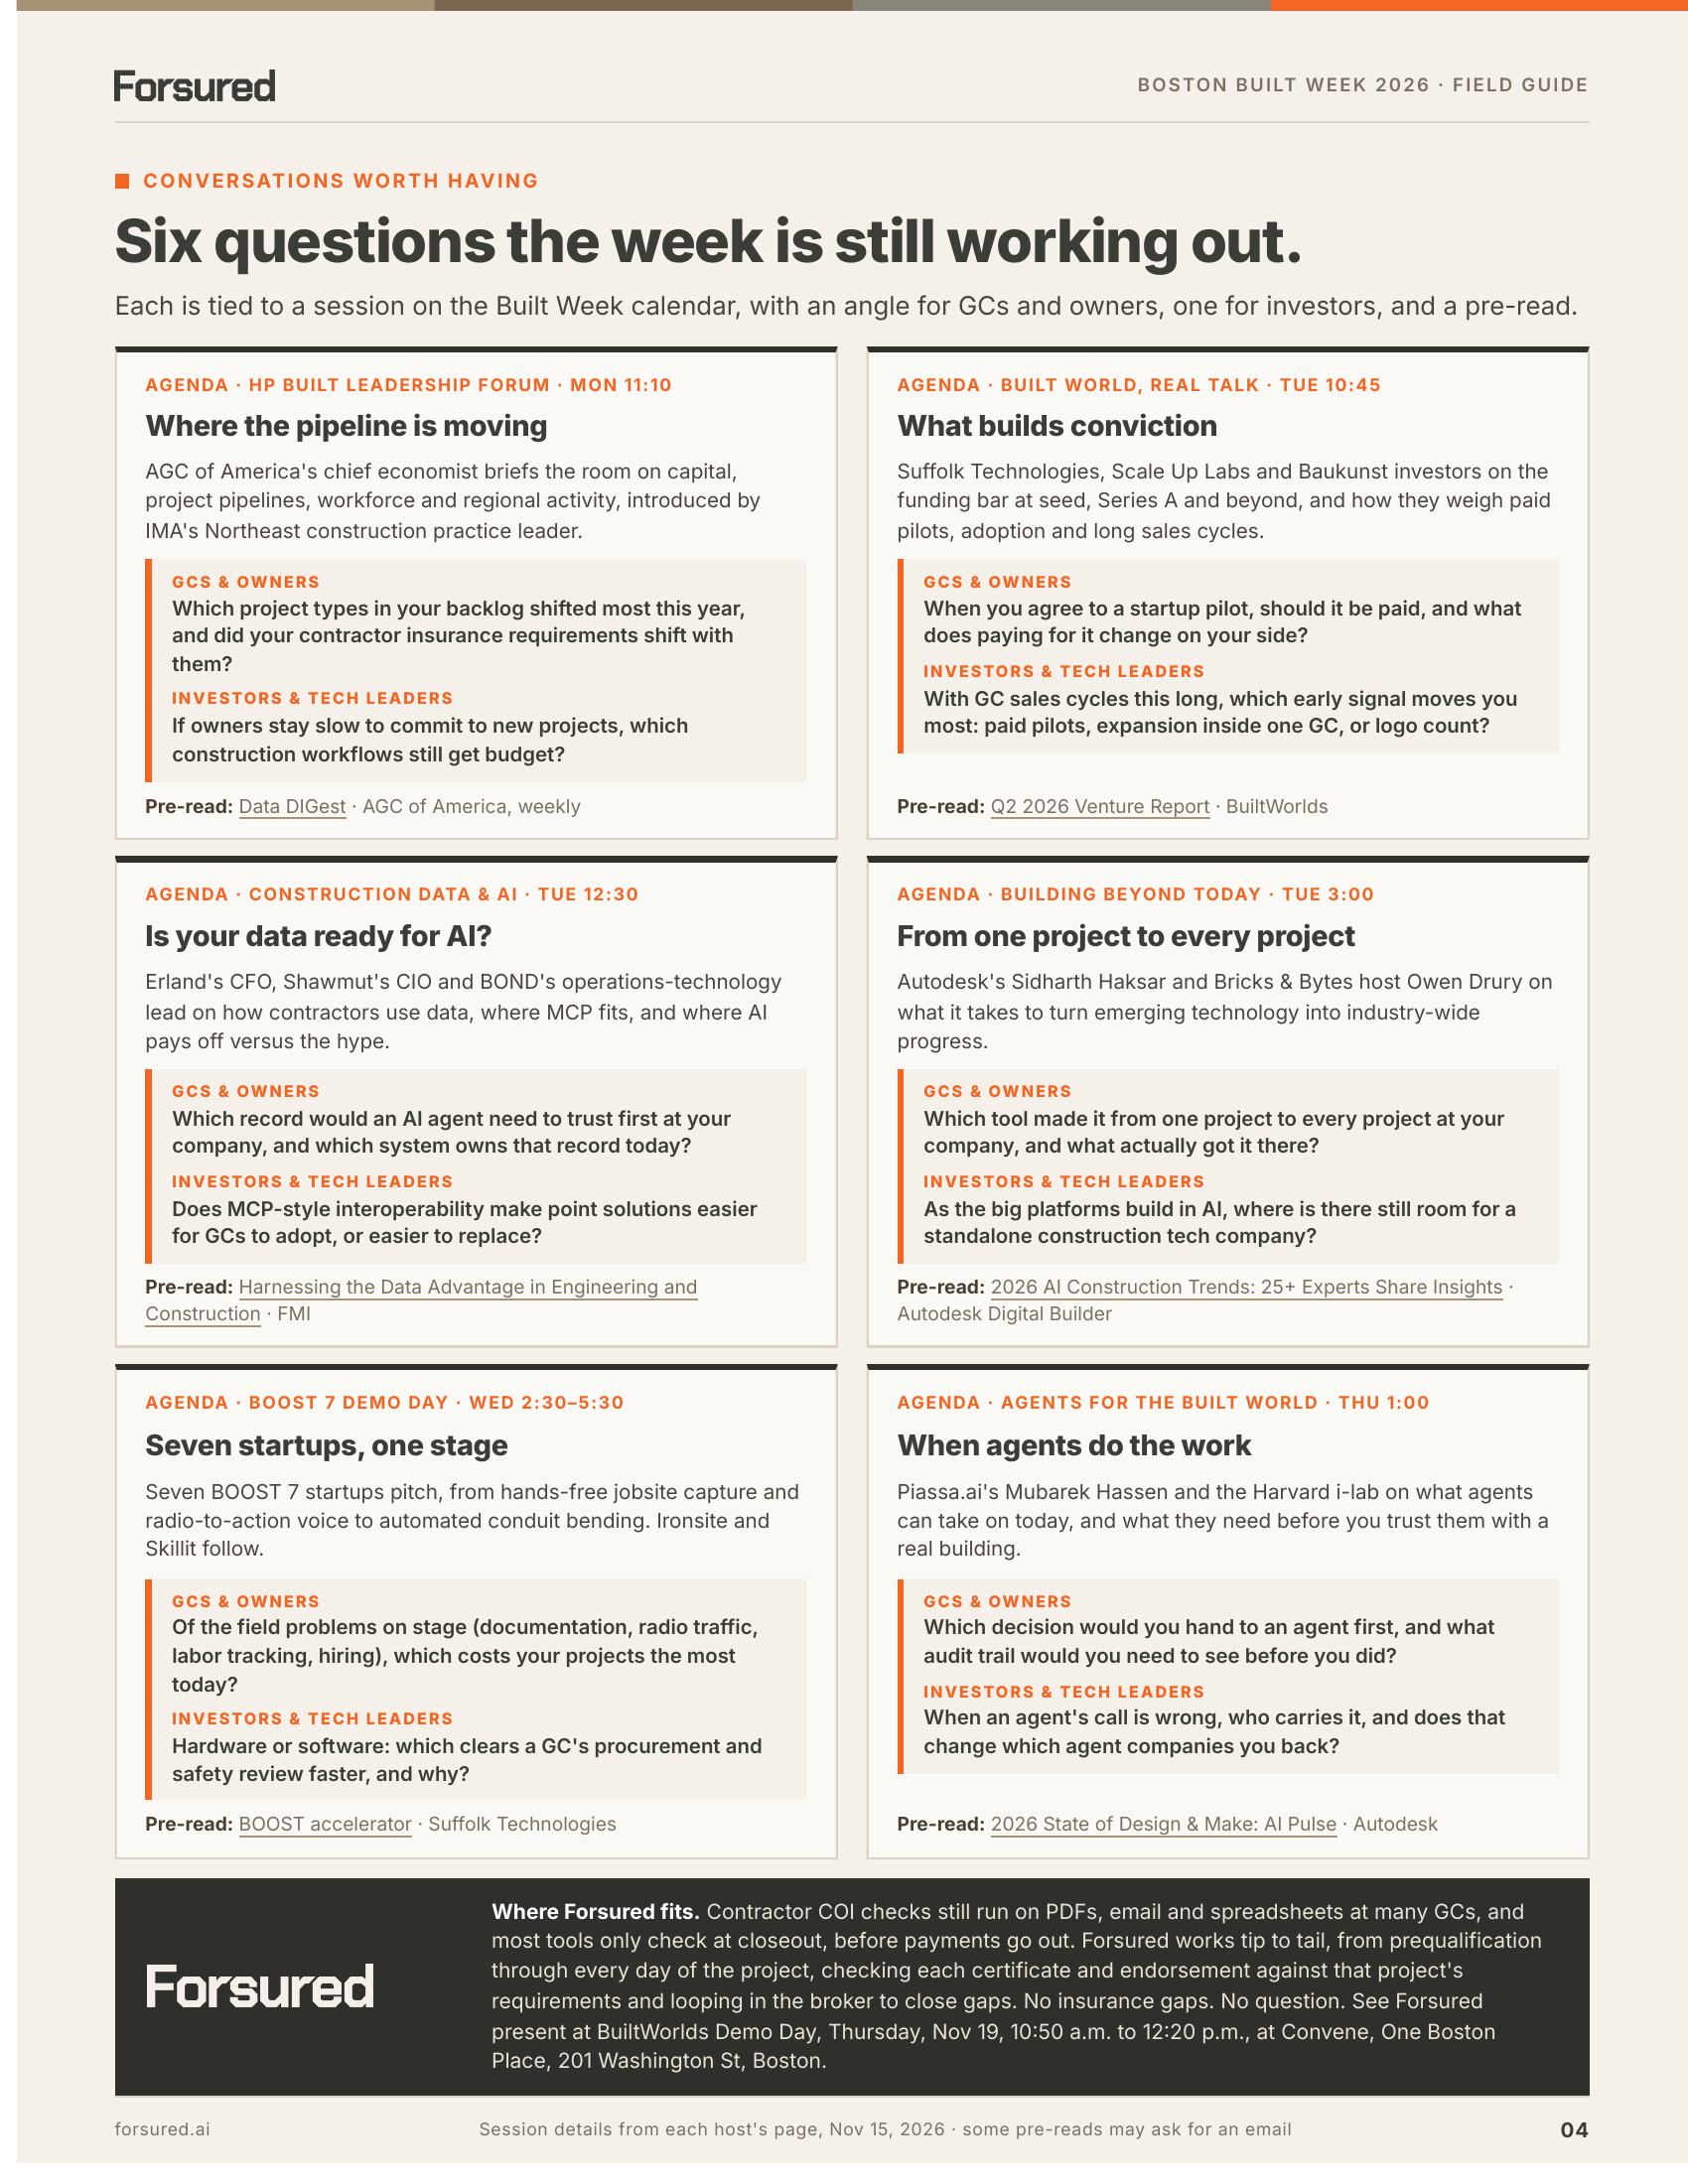 Forsured
BOSTON BUILT WEEK 2026 · FIELD GUIDE
CONVERSATIONS WORTH HAVING
Six questions the week is still working out.
Each is tied to a session on the Built Week calendar, with an angle for GCs and owners, one for investors, and a pre-read.
AGENDA · HP BUILT LEADERSHIP FORUM · MON 11:10
Where the pipeline is moving
AGC of America's chief economist briefs the room on capital,
project pipelines, workforce and regional activity, introduced by
IMA's Northeast construction practice leader.
GCS & OWNERS
Which project types in your backlog shifted most this year,
and did your contractor insurance requirements shift with
them?
INVESTORS & TECH LEADERS
If owners stay slow to commit to new projects, which
construction workflows still get budget?
Pre-read: Data DIGest · AGC of America, weekly
AGENDA · BUILT WORLD, REAL TALK · TUE 10:45
What builds conviction
Suffolk Technologies, Scale Up Labs and Baukunst investors on the
funding bar at seed, Series A and beyond, and how they weigh paid
pilots, adoption and long sales cycles.
GCS & OWNERS
When you agree to a startup pilot, should it be paid, and what
does paying for it change on your side?
INVESTORS & TECH LEADERS
With GC sales cycles this long, which early signal moves you
most: paid pilots, expansion inside one GC, or logo count?
Pre-read: Q2 2026 Venture Report · BuiltWorlds
AGENDA · CONSTRUCTION DATA & AI · TUE 12:30
Is your data ready for AI?
Erland's CFO, Shawmut's CIO and BOND's operations-technology
lead on how contractors use data, where MCP fits, and where AI
pays off versus the hype.
GCS & OWNERS
Which record would an AI agent need to trust first at your
company, and which system owns that record today?
INVESTORS & TECH LEADERS
Does MCP-style interoperability make point solutions easier
for GCs to adopt, or easier to replace?
Pre-read: Harnessing the Data Advantage in Engineering and
Construction · FMI
AGENDA · BUILDING BEYOND TODAY · TUE 3:00
From one project to every project
Autodesk's Sidharth Haksar and Bricks & Bytes host Owen Drury on
what it takes to turn emerging technology into industry-wide
progress.
GCS & OWNERS
Which tool made it from one project to every project at your
company, and what actually got it there?
INVESTORS & TECH LEADERS
As the big platforms build in AI, where is there still room for a
standalone construction tech company?
Pre-read: 2026 AI Construction Trends: 25+ Experts Share Insights ·
Autodesk Digital Builder
AGENDA · BOOST 7 DEMO DAY · WED 2:30–5:30
Seven startups, one stage
Seven BOOST 7 startups pitch, from hands-free jobsite capture and
radio-to-action voice to automated conduit bending. Ironsite and
Skillit follow.
GCS & OWNERS
Of the field problems on stage (documentation, radio traffic,
labor tracking, hiring), which costs your projects the most
today?
INVESTORS & TECH LEADERS
Hardware or software: which clears a GC's procurement and
safety review faster, and why?
Pre-read: BOOST accelerator · Suffolk Technologies
AGENDA · AGENTS FOR THE BUILT WORLD · THU 1:00
When agents do the work
Piassa.ai's Mubarek Hassen and the Harvard i-lab on what agents
can take on today, and what they need before you trust them with a
real building.
GCS & OWNERS
Which decision would you hand to an agent first, and what
audit trail would you need to see before you did?
INVESTORS & TECH LEADERS
When an agent's call is wrong, who carries it, and does that
change which agent companies you back?
Pre-read: 2026 State of Design & Make: AI Pulse · Autodesk
Forsured
Where Forsured fits. Contractor COI checks still run on PDFs, email and spreadsheets at many GCs, and
most tools only check at closeout, before payments go out. Forsured works tip to tail, from prequalification
through every day of the project, checking each certificate and endorsement against that project's
requirements and looping in the broker to close gaps. No insurance gaps. No question. See Forsured
present at BuiltWorlds Demo Day, Thursday, Nov 19, 10:50 a.m. to 12:20 p.m., at Convene, One Boston
Place, 201 Washington St, Boston.
forsured.ai
Session details from each host's page, Nov 15, 2026 · some pre-reads may ask for an email
04